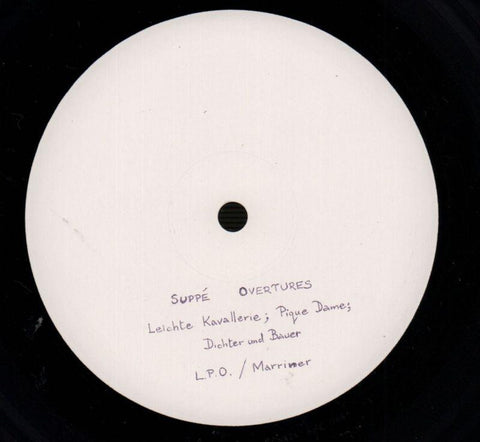 SUPPÉ OVERTURES
Leichte Kavallerie; Pique Dame;
Dichter und Bauer
L.P.O. / Marriner